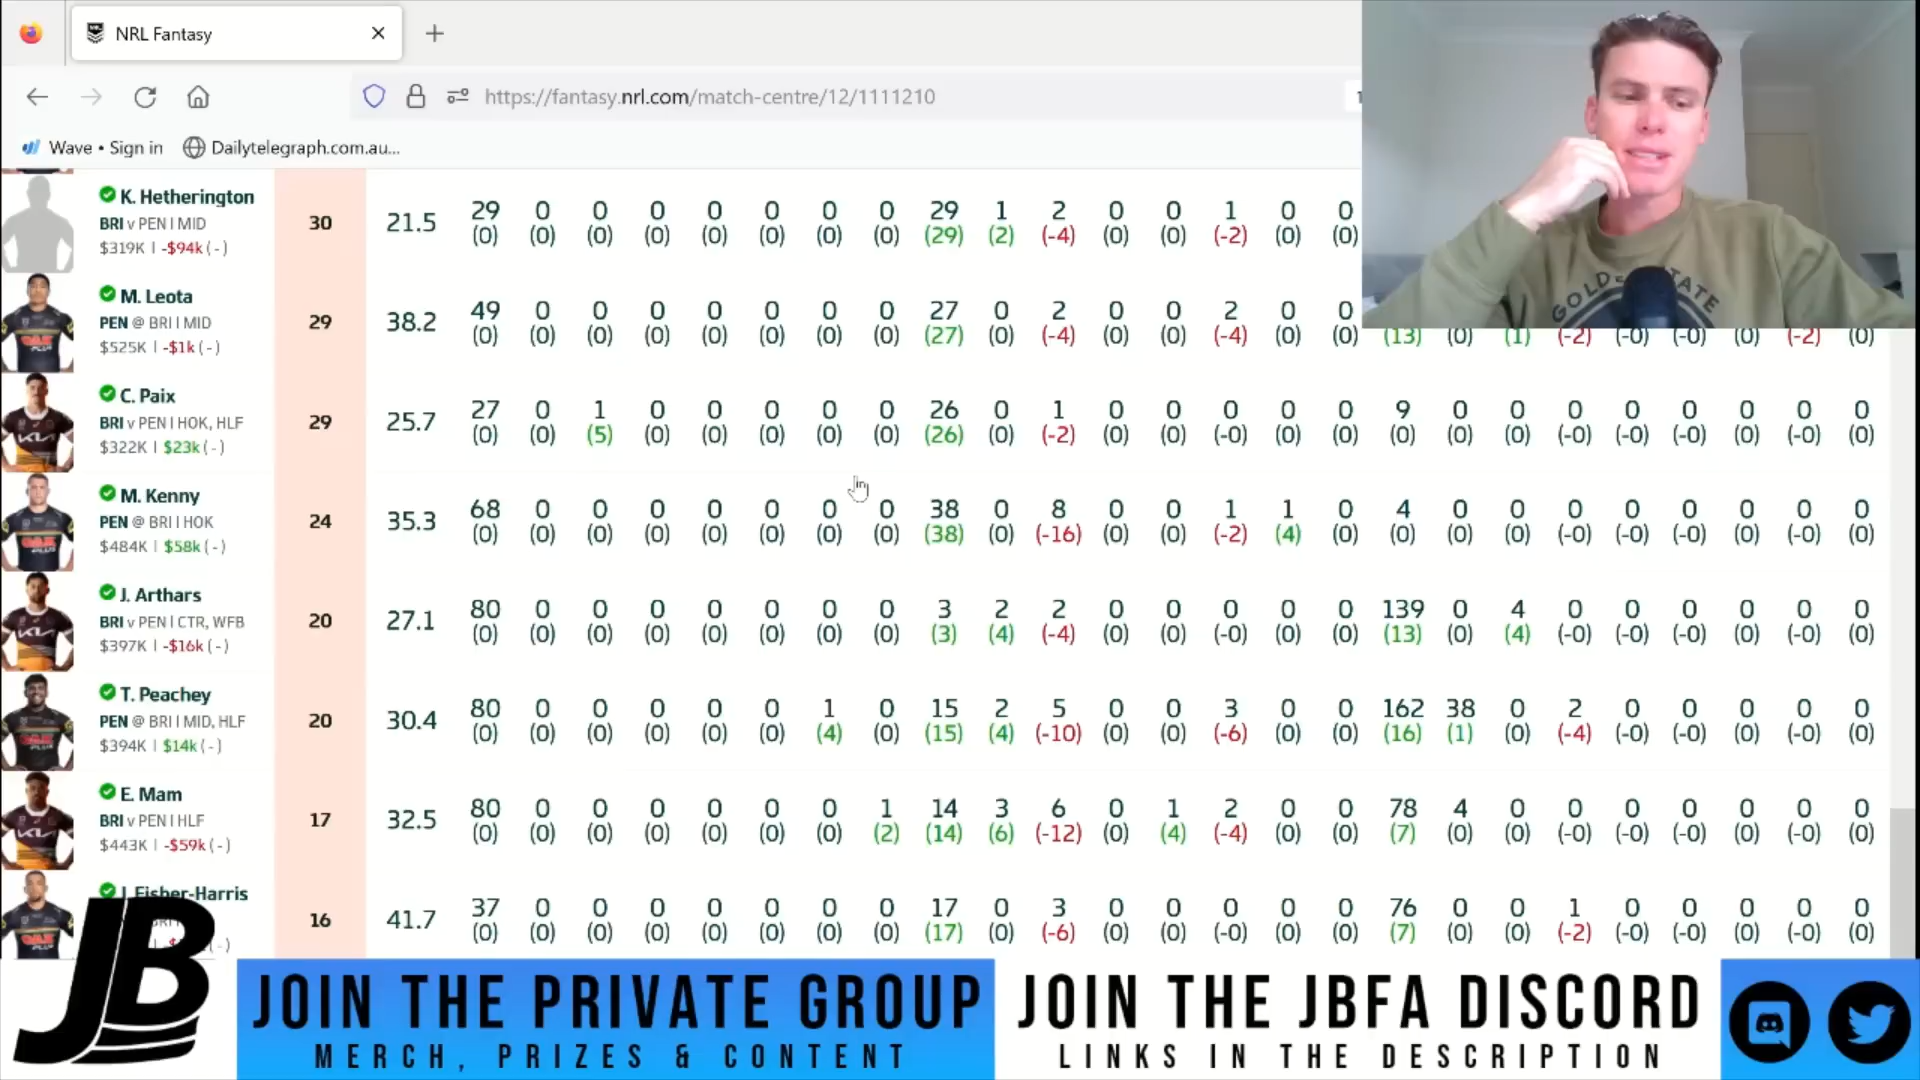 NRL Fantasy
https://fantasy.nrl.com/match-centre/12/1111210
Wave • Sign in Dailytelegraph.com.au...
K. Hetherington
BRI v PEN | MID
$319K | -$94k ( - )
30 21.5 29 0 0 0 0 0 0 0 29 1 2 0 0 1 0 0
(0) (0) (0) (0) (0) (0) (0) (0) (29) (2) (-4) (0) (0) (-2) (0) (0)
M. Leota
PEN @ BRI | MID
$525K | -$1k ( - )
29 38.2 49 0 0 0 0 0 0 0 27 0 2 0 0 2 0 0
(0) (0) (0) (0) (0) (0) (0) (0) (27) (0) (-4) (0) (0) (-4) (0) (0) (13) (0) (1) (-2) (-0) (-0) (0) (-2) (0)
C. Paix
BRI v PEN | HOK, HLF
$322K | $23k ( - )
29 25.7 27 0 1 0 0 0 0 0 26 0 1 0 0 0 0 0 9 0 0 0 0 0 0 0 0
(0) (0) (5) (0) (0) (0) (0) (0) (26) (0) (-2) (0) (0) (-0) (0) (0) (0) (0) (0) (-0) (-0) (-0) (0) (-0) (0)
M. Kenny
PEN @ BRI | HOK
$484K | $58k ( - )
24 35.3 68 0 0 0 0 0 0 0 38 0 8 0 0 1 1 0 4 0 0 0 0 0 0 0 0
(0) (0) (0) (0) (0) (0) (0) (0) (38) (0) (-16) (0) (0) (-2) (4) (0) (0) (0) (0) (-0) (-0) (-0) (0) (-0) (0)
J. Arthars
BRI v PEN | CTR, WFB
$397K | -$16k ( - )
20 27.1 80 0 0 0 0 0 0 0 3 2 2 0 0 0 0 0 139 0 4 0 0 0 0 0 0
(0) (0) (0) (0) (0) (0) (0) (0) (3) (4) (-4) (0) (0) (-0) (0) (0) (13) (0) (4) (-0) (-0) (-0) (0) (-0) (0)
T. Peachey
PEN @ BRI | MID, HLF
$394K | $14k ( - )
20 30.4 80 0 0 0 0 0 1 0 15 2 5 0 0 3 0 0 162 38 0 2 0 0 0 0 0
(0) (0) (0) (0) (0) (0) (4) (0) (15) (4) (-10) (0) (0) (-6) (0) (0) (16) (1) (0) (-4) (-0) (-0) (0) (-0) (0)
E. Mam
BRI v PEN | HLF
$443K | -$59k ( - )
17 32.5 80 0 0 0 0 0 0 1 14 3 6 0 1 2 0 0 78 4 0 0 0 0 0 0 0
(0) (0) (0) (0) (0) (0) (0) (2) (14) (6) (-12) (0) (4) (-4) (0) (0) (7) (0) (0) (-0) (-0) (-0) (0) (-0) (0)
J. Fisher-Harris
16 41.7 37 0 0 0 0 0 0 0 17 0 3 0 0 0 0 0 76 0 0 1 0 0 0 0 0
(0) (0) (0) (0) (0) (0) (0) (0) (17) (0) (-6) (0) (0) (-0) (0) (0) (7) (0) (0) (-2) (-0) (-0) (0) (-0) (0)
JB
JOIN THE PRIVATE GROUP
MERCH, PRIZES & CONTENT
JOIN THE JBFA DISCORD
LINKS IN THE DESCRIPTION